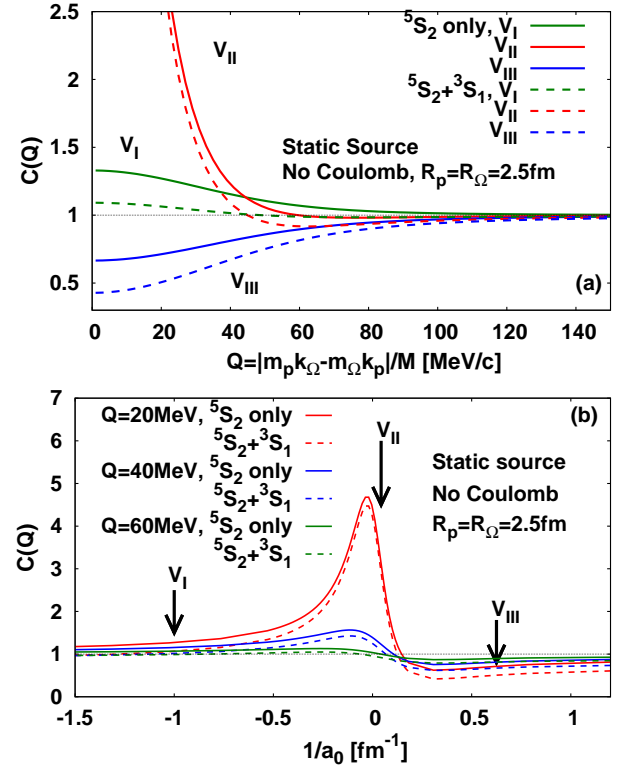 2.5
2
1.5
1
0.5
C(Q)
V_II
V_I
V_III
^5S_2 only, V_I
V_II
V_III
^5S_2+^3S_1, V_I
V_II
V_III
Static Source
No Coulomb, R_p=R_Ω=2.5fm
(a)
0 20 40 60 80 100 120 140
Q=|m_pk_Ω-m_Ωk_p|/M [MeV/c]
7
6
5
4
3
2
1
0
C(Q)
Q=20MeV, ^5S_2 only
^5S_2+^3S_1
Q=40MeV, ^5S_2 only
^5S_2+^3S_1
Q=60MeV, ^5S_2 only
^5S_2+^3S_1
(b)
V_II
Static source
No Coulomb
R_p=R_Ω=2.5fm
V_I
V_III
-1.5 -1 -0.5 0 0.5 1
1/a_0 [fm^-1]